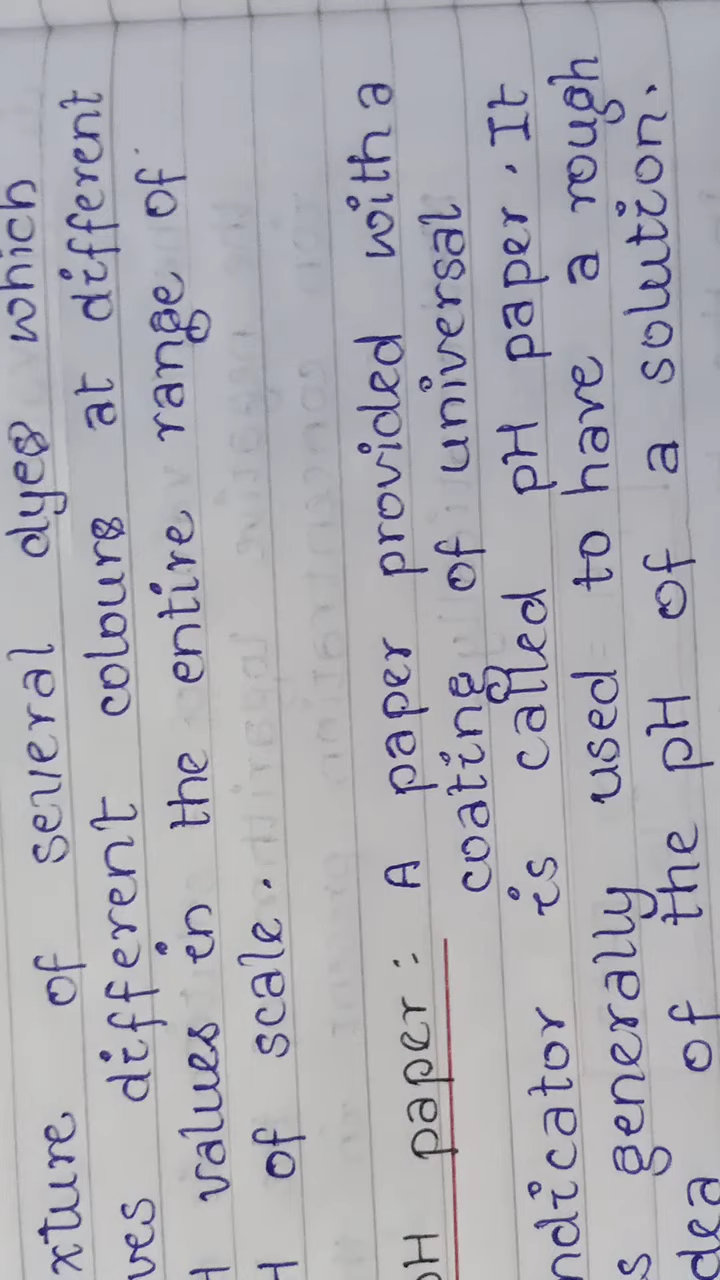 xture of several dyes which
ves different colours at different
H values in the entire range of
H of scale.
pH paper: A paper provided with a
coating of universal
ndicator is called pH paper. It
s generally used to have a rough
dea of the pH of a solution.